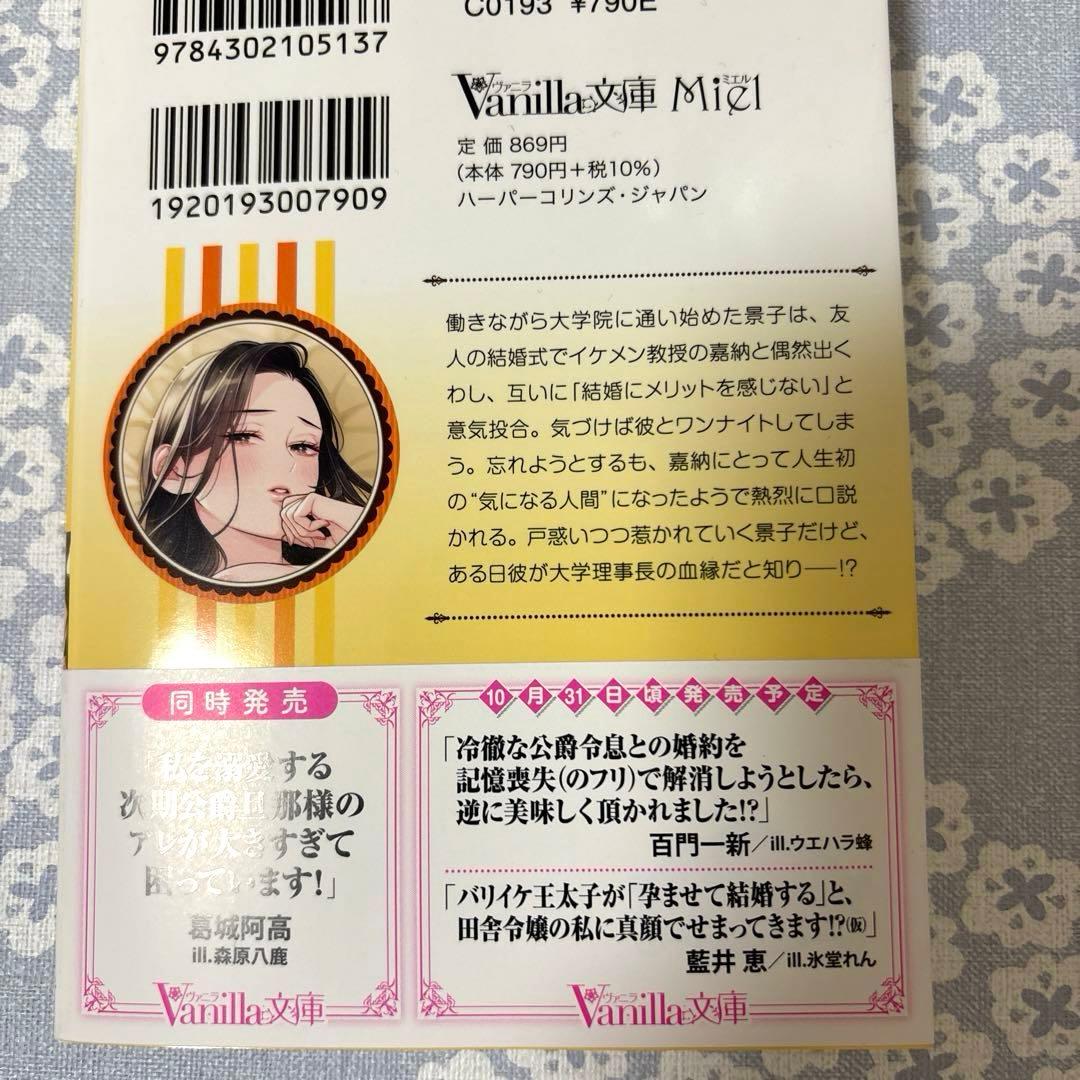 9784302105137
C0193 ¥790E
1920193007909
ヴァニラ
Vanilla文庫 Miel
ミエル
定価 869円
(本体 790円+税10%)
ハーパーコリンズ・ジャパン
働きながら大学院に通い始めた景子は、友
人の結婚式でイケメン教授の嘉納と偶然出く
わし、互いに「結婚にメリットを感じない」と
意気投合。気づけば彼とワンナイトしてしま
う。忘れようとするも、嘉納にとって人生初
の“気になる人間”になったようで熱烈に口説
かれる。戸惑いつつ惹かれていく景子だけど、
ある日彼が大学理事長の血縁だと知り──!?
同時発売
「私を溺愛する
次期公爵旦那様の
アレが大きすぎて
困っています!」
葛城阿高
ill.森原八鹿
ヴァニラ
Vanilla文庫
10月31日頃発売予定
「冷徹な公爵令息との婚約を
記憶喪失(のフリ)で解消しようとしたら、
逆に美味しく頂かれました!?」
百門一新/ill.ウエハラ蜂
「バリイケ王太子が「孕ませて結婚する」と、
田舎令嬢の私に真顔でせまってきます!?(仮)」
藍井恵/ill.氷堂れん
ヴァニラ
Vanilla文庫